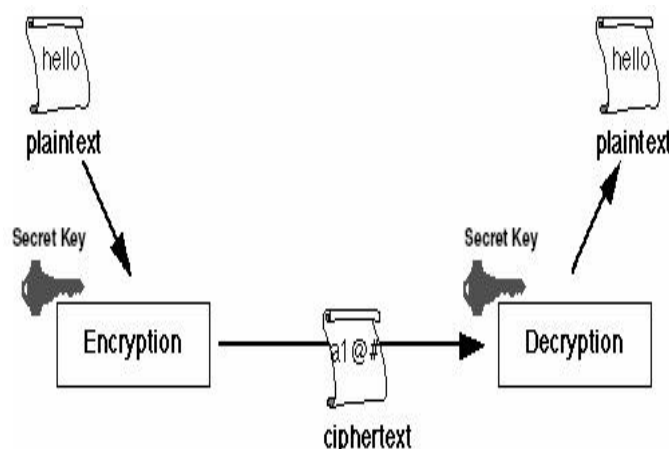 hello
plaintext
hello
plaintext
Secret Key
Encryption
a1@#
ciphertext
Secret Key
Decryption